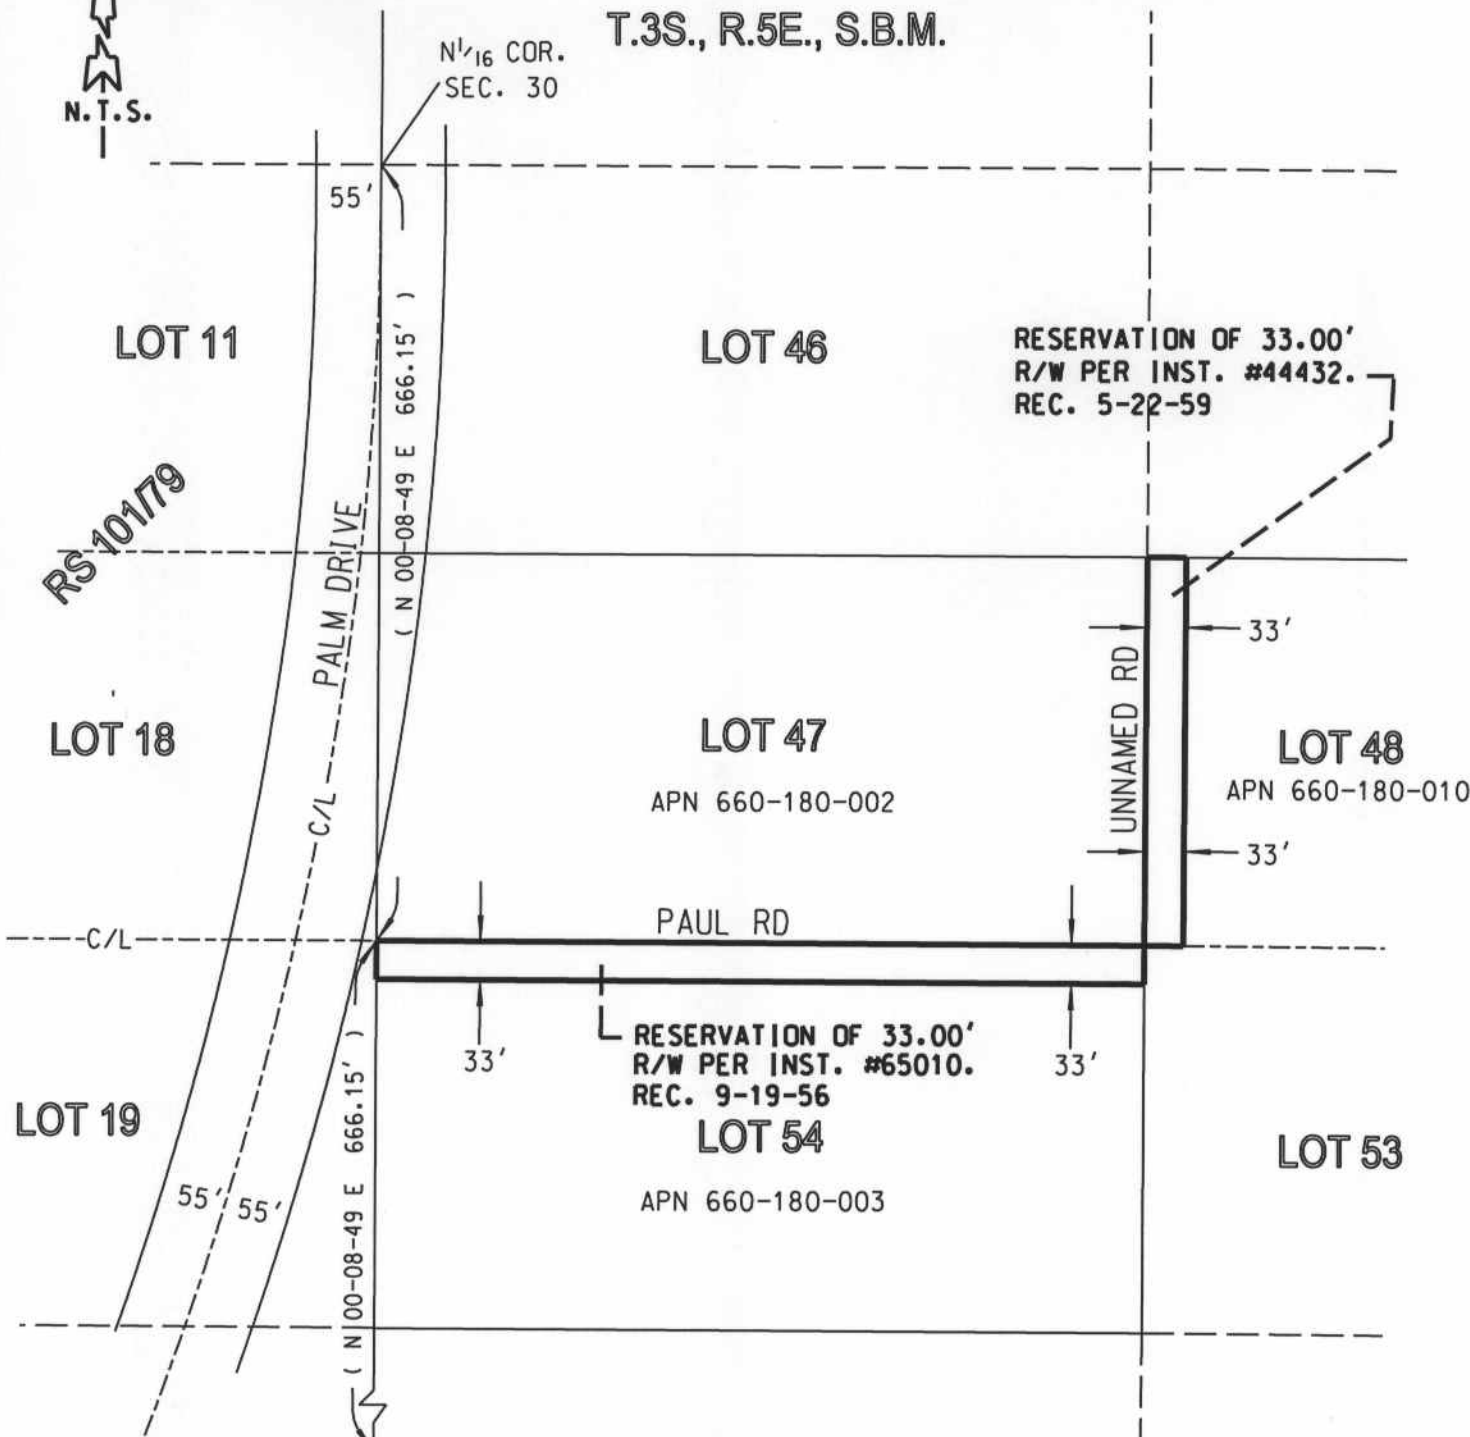 T.3S., R.5E., S.B.M.
N1/16 COR.
SEC. 30
N.T.S.
55'
( N 00-08-49 E 666.15' )
LOT 11
LOT 46
RESERVATION OF 33.00'
R/W PER INST. #44432.
REC. 5-22-59
RS 101/79
PALM DRIVE
C/L
33'
UNNAMED RD
LOT 18
LOT 47
APN 660-180-002
LOT 48
APN 660-180-010
33'
C/L
PAUL RD
33'
33'
RESERVATION OF 33.00'
R/W PER INST. #65010.
REC. 9-19-56
LOT 19
LOT 54
APN 660-180-003
LOT 53
55' 55'
( N 00-08-49 E 666.15' )